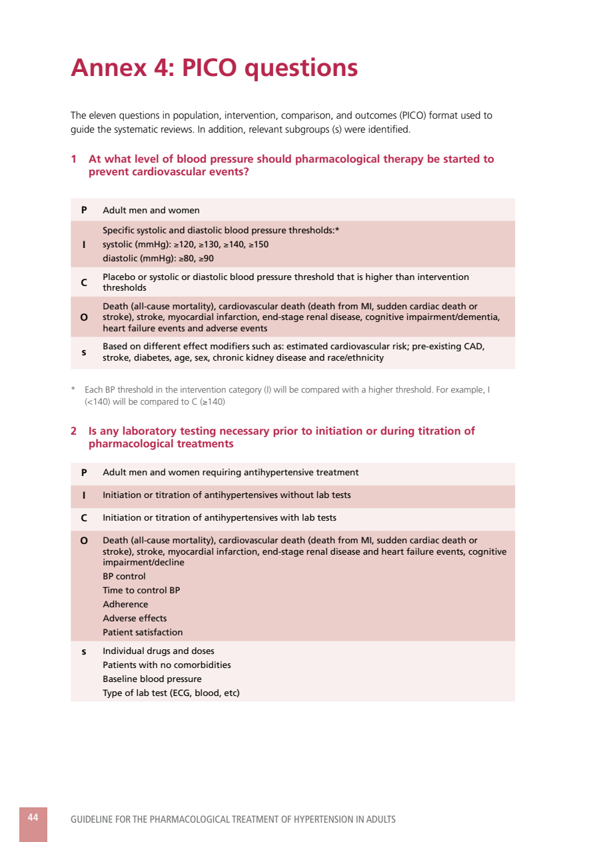 Annex 4: PICO questions
The eleven questions in population, intervention, comparison, and outcomes (PICO) format used to
guide the systematic reviews. In addition, relevant subgroups (s) were identified.
1 At what level of blood pressure should pharmacological therapy be started to
prevent cardiovascular events?
P Adult men and women
Specific systolic and diastolic blood pressure thresholds:*
I systolic (mmHg): ≥120, ≥130, ≥140, ≥150
diastolic (mmHg): ≥80, ≥90
C Placebo or systolic or diastolic blood pressure threshold that is higher than intervention
thresholds
Death (all-cause mortality), cardiovascular death (death from MI, sudden cardiac death or
O stroke), stroke, myocardial infarction, end-stage renal disease, cognitive impairment/dementia,
heart failure events and adverse events
s Based on different effect modifiers such as: estimated cardiovascular risk; pre-existing CAD,
stroke, diabetes, age, sex, chronic kidney disease and race/ethnicity
* Each BP threshold in the intervention category (I) will be compared with a higher threshold. For example, I
(<140) will be compared to C (≥140)
2 Is any laboratory testing necessary prior to initiation or during titration of
pharmacological treatments
P Adult men and women requiring antihypertensive treatment
I Initiation or titration of antihypertensives without lab tests
C Initiation or titration of antihypertensives with lab tests
O Death (all-cause mortality), cardiovascular death (death from MI, sudden cardiac death or
stroke), stroke, myocardial infarction, end-stage renal disease and heart failure events, cognitive
impairment/decline
BP control
Time to control BP
Adherence
Adverse effects
Patient satisfaction
s Individual drugs and doses
Patients with no comorbidities
Baseline blood pressure
Type of lab test (ECG, blood, etc)
44 GUIDELINE FOR THE PHARMACOLOGICAL TREATMENT OF HYPERTENSION IN ADULTS